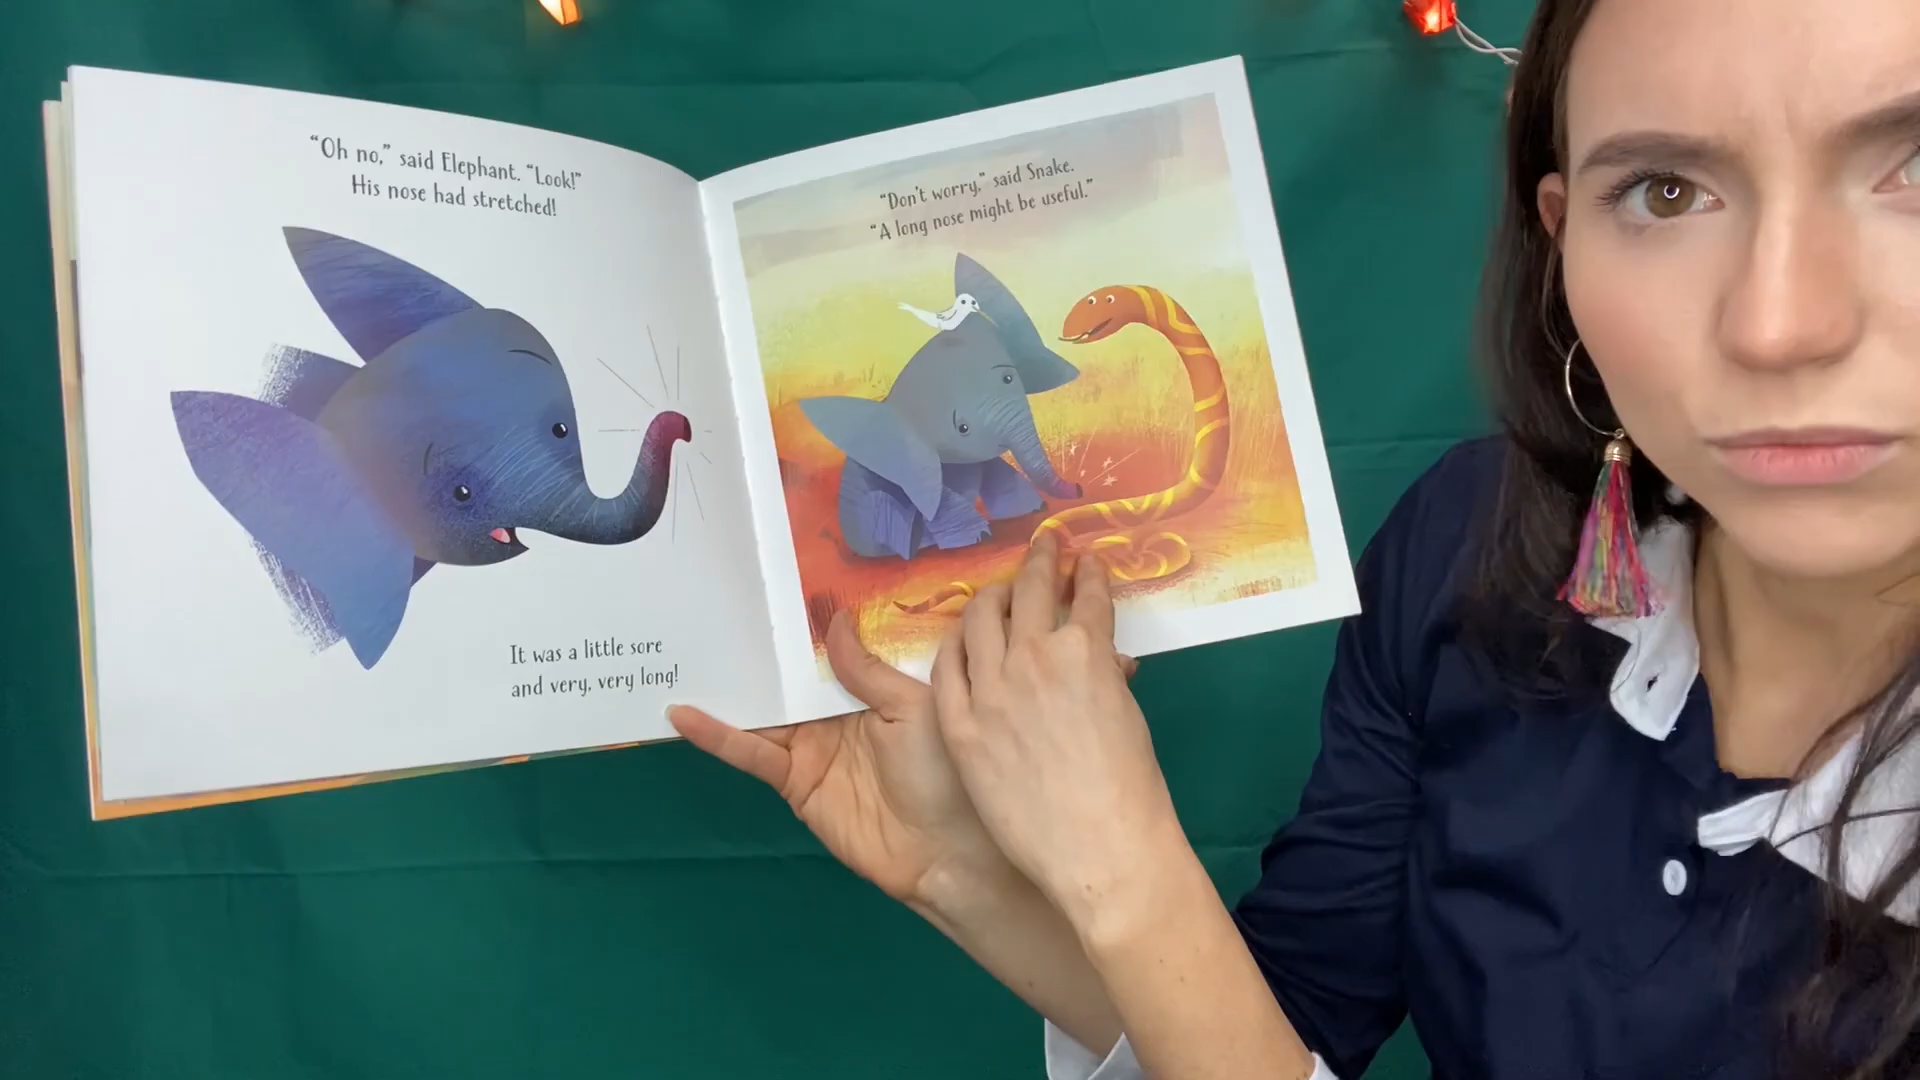 “Oh no,” said Elephant. “Look!”
His nose had stretched!
It was a little sore
and very, very long!
“Don't worry,” said Snake.
“A long nose might be useful.”